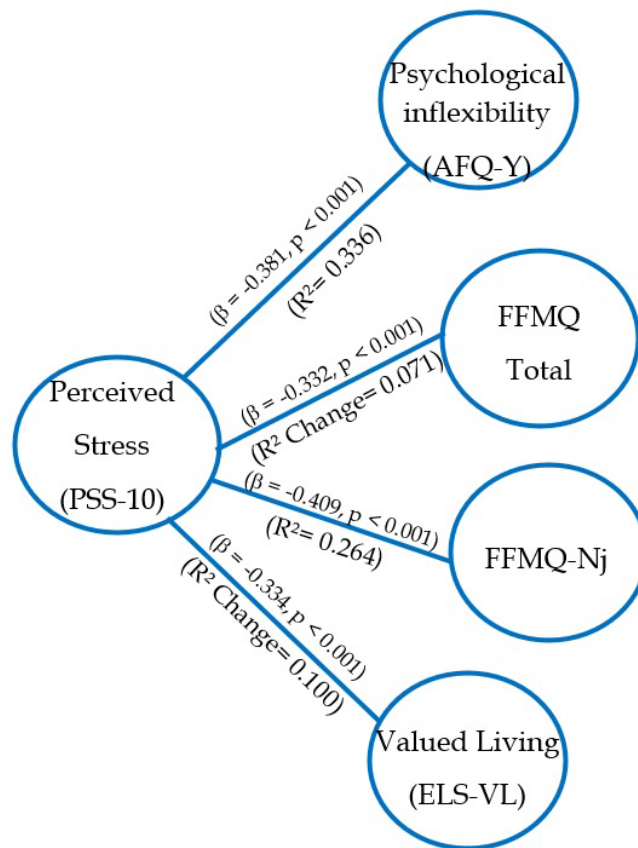 Psychological
inflexibility
(AFQ-Y)
(β = -0.381, p < 0.001)
(R²= 0.336)
FFMQ
Total
(β = -0.332, p < 0.001)
(R² Change= 0.071)
Perceived
Stress
(PSS-10)
(β = -0.409, p < 0.001)
(R²= 0.264)
FFMQ-Nj
(β = -0.334, p < 0.001)
(R² Change= 0.100)
Valued Living
(ELS-VL)